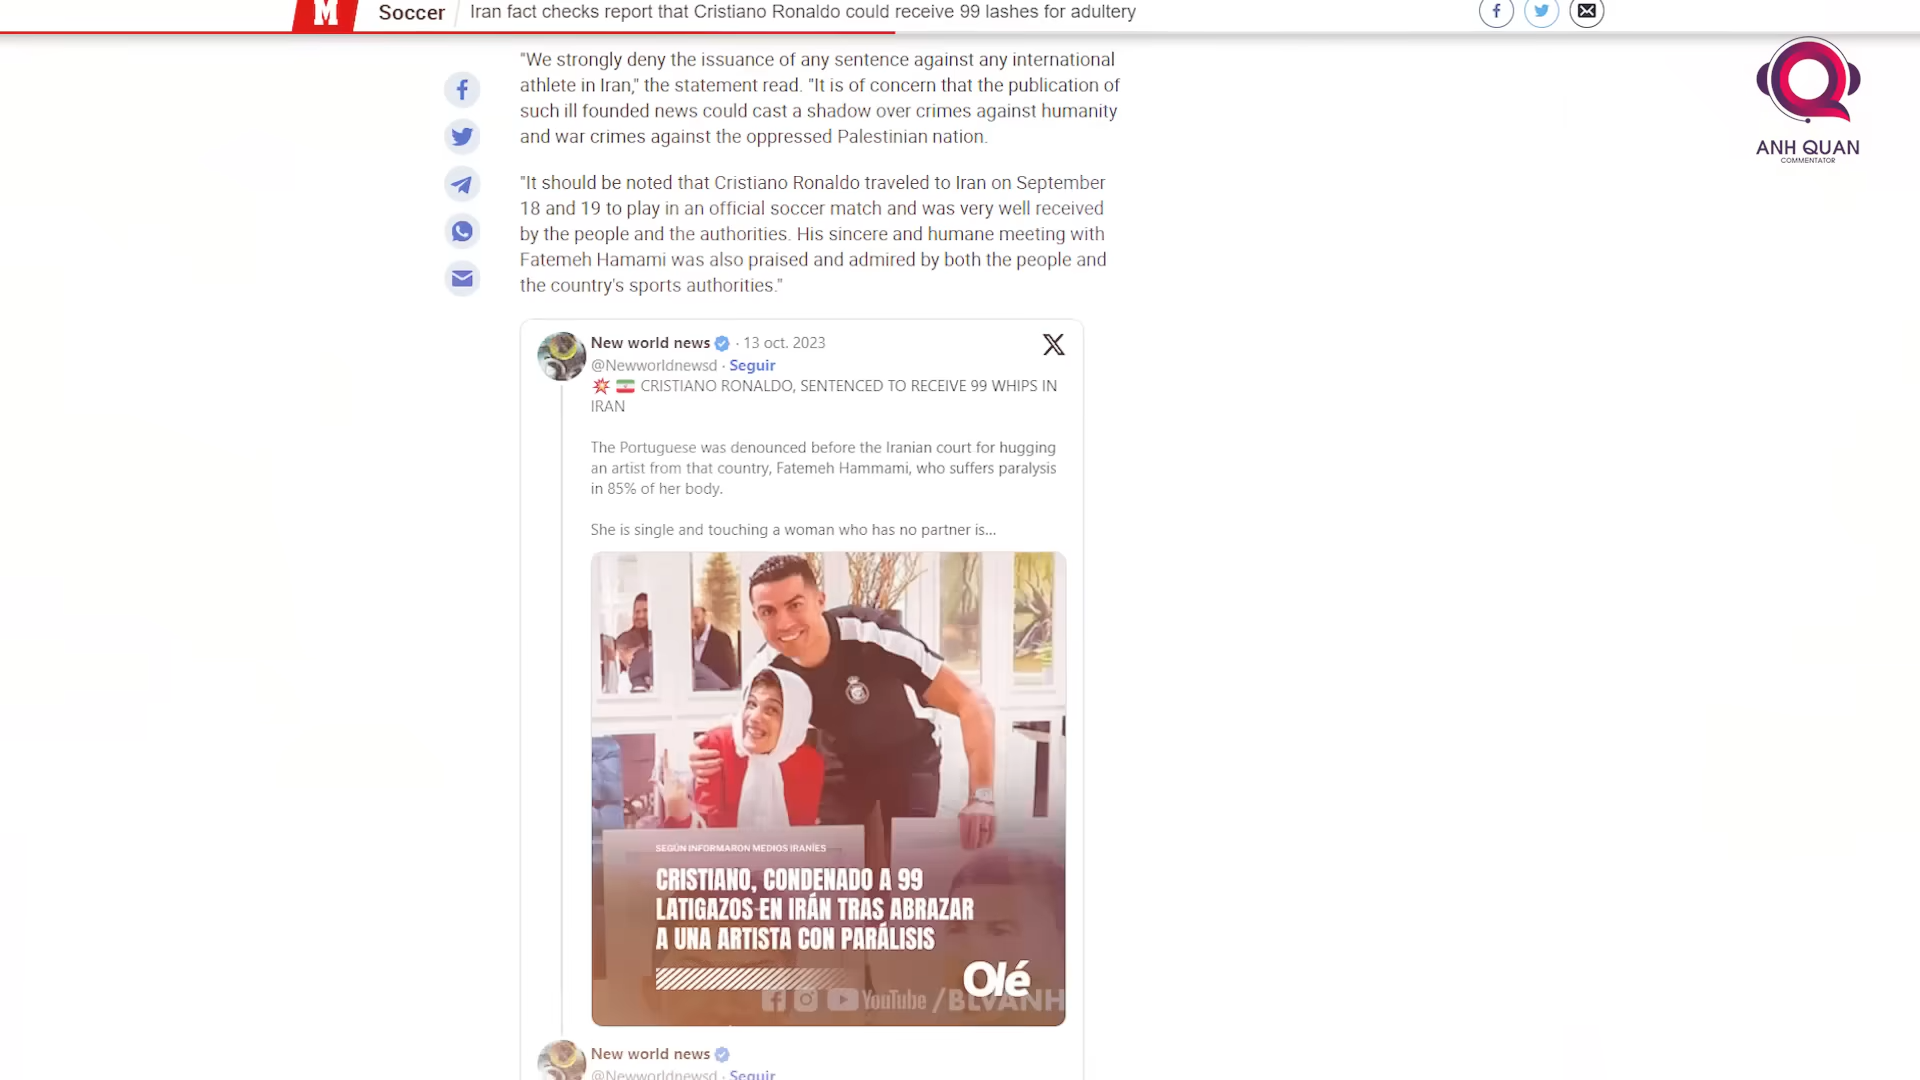 M
Soccer
Iran fact checks report that Cristiano Ronaldo could receive 99 lashes for adultery
"We strongly deny the issuance of any sentence against any international
athlete in Iran," the statement read. "It is of concern that the publication of
such ill founded news could cast a shadow over crimes against humanity
and war crimes against the oppressed Palestinian nation.
"It should be noted that Cristiano Ronaldo traveled to Iran on September
18 and 19 to play in an official soccer match and was very well received
by the people and the authorities. His sincere and humane meeting with
Fatemeh Hamami was also praised and admired by both the people and
the country's sports authorities."
ANH QUAN
COMMENTATOR
New world news · 13 oct. 2023
@Newworldnewsd · Seguir
CRISTIANO RONALDO, SENTENCED TO RECEIVE 99 WHIPS IN
IRAN
The Portuguese was denounced before the Iranian court for hugging
an artist from that country, Fatemeh Hammami, who suffers paralysis
in 85% of her body.
She is single and touching a woman who has no partner is...
SEGÚN INFORMARON MEDIOS IRANÍES
CRISTIANO, CONDENADO A 99
LATIGAZOS EN IRÁN TRAS ABRAZAR
A UNA ARTISTA CON PARÁLISIS
Olé
YouTube /BLVANH
New world news
@Newworldnewsd · Seguir